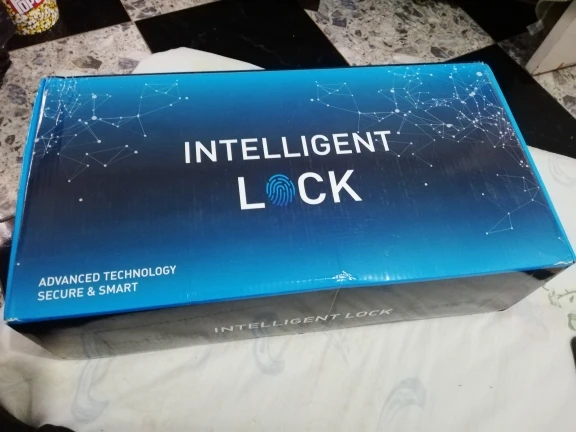 INTELLIGENT
LOCK
ADVANCED TECHNOLOGY
SECURE & SMART
INTELLIGENT LOCK